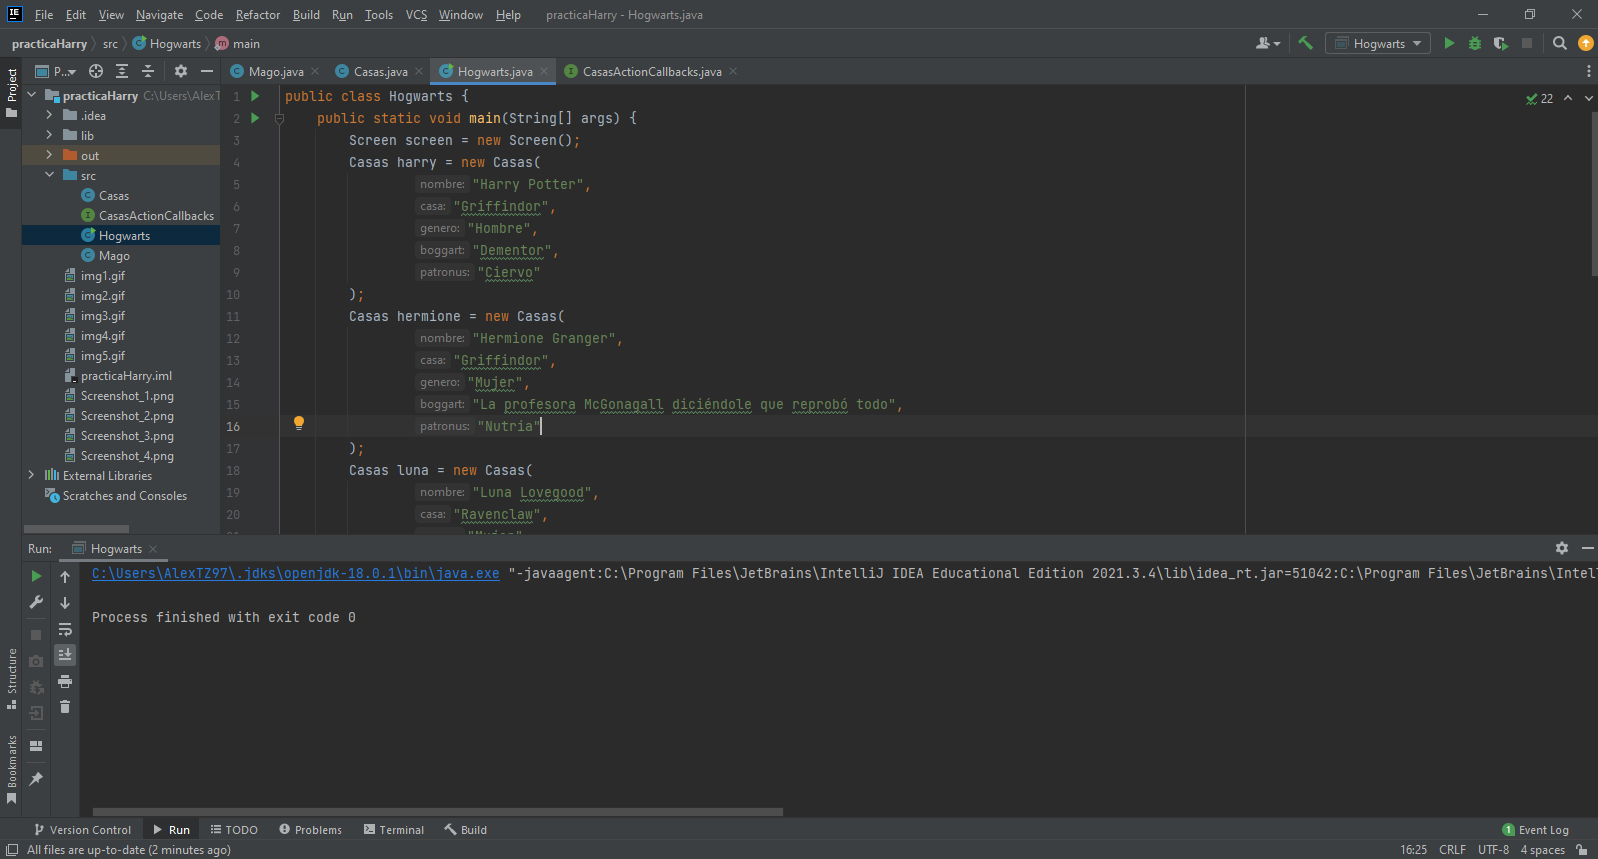 IE File Edit View Navigate Code Refactor Build Run Tools VCS Window Help practicaHarry - Hogwarts.java
practicaHarry src Hogwarts main Hogwarts
Project
P... Mago.java Casas.java Hogwarts.java CasasActionCallbacks.java
practicaHarry C:\Users\AlexT
.idea
lib
out
src
Casas
CasasActionCallbacks
Hogwarts
Mago
img1.gif
img2.gif
img3.gif
img4.gif
img5.gif
practicaHarry.iml
Screenshot_1.png
Screenshot_2.png
Screenshot_3.png
Screenshot_4.png
External Libraries
Scratches and Consoles
22
1 public class Hogwarts {
2 public static void main(String[] args) {
3 Screen screen = new Screen();
4 Casas harry = new Casas(
5 nombre: "Harry Potter",
6 casa: "Griffindor",
7 genero: "Hombre",
8 boggart: "Dementor",
9 patronus: "Ciervo"
10 );
11 Casas hermione = new Casas(
12 nombre: "Hermione Granger",
13 casa: "Griffindor",
14 genero: "Mujer",
15 boggart: "La profesora McGonagall diciéndole que reprobó todo",
16 patronus: "Nutria"
17 );
18 Casas luna = new Casas(
19 nombre: "Luna Lovegood",
20 casa: "Ravenclaw",
Run: Hogwarts
C:\Users\AlexTZ97\.jdks\openjdk-18.0.1\bin\java.exe "-javaagent:C:\Program Files\JetBrains\IntelliJ IDEA Educational Edition 2021.3.4\lib\idea_rt.jar=51042:C:\Program Files\JetBrains\Intel
Process finished with exit code 0
Structure
Bookmarks
Version Control Run TODO Problems Terminal Build 1 Event Log
All files are up-to-date (2 minutes ago) 16:25 CRLF UTF-8 4 spaces